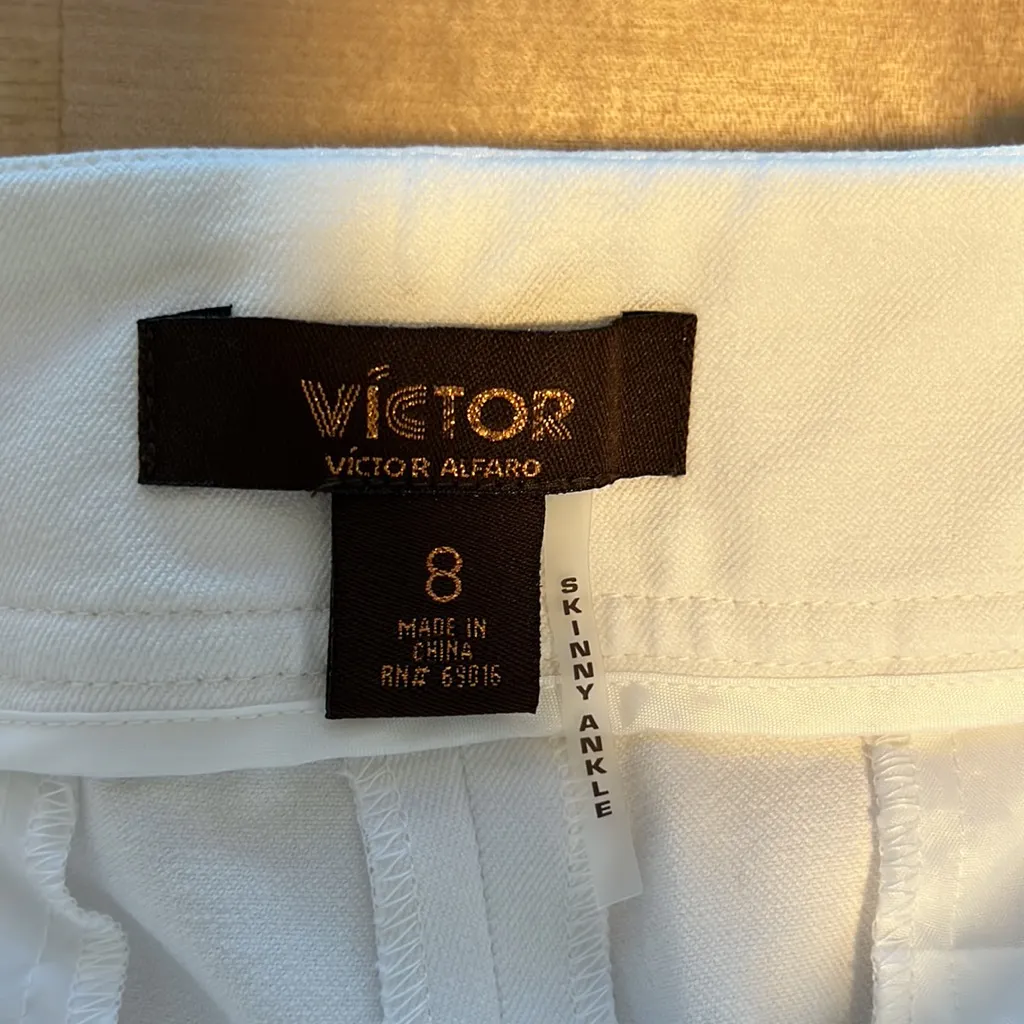 VÍCTOR
VÍCTOR ALFARO
8
MADE IN
CHINA
RN# 69016
SKINNY ANKLE